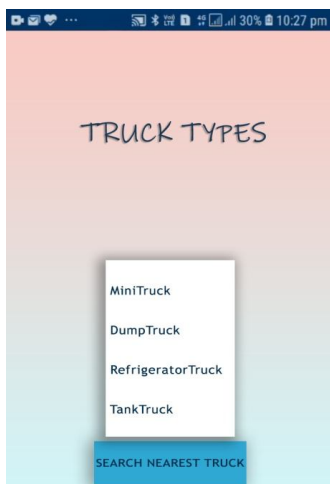 30% 10:27 pm
TRUCK TYPES
MiniTruck
DumpTruck
RefrigeratorTruck
TankTruck
SEARCH NEAREST TRUCK